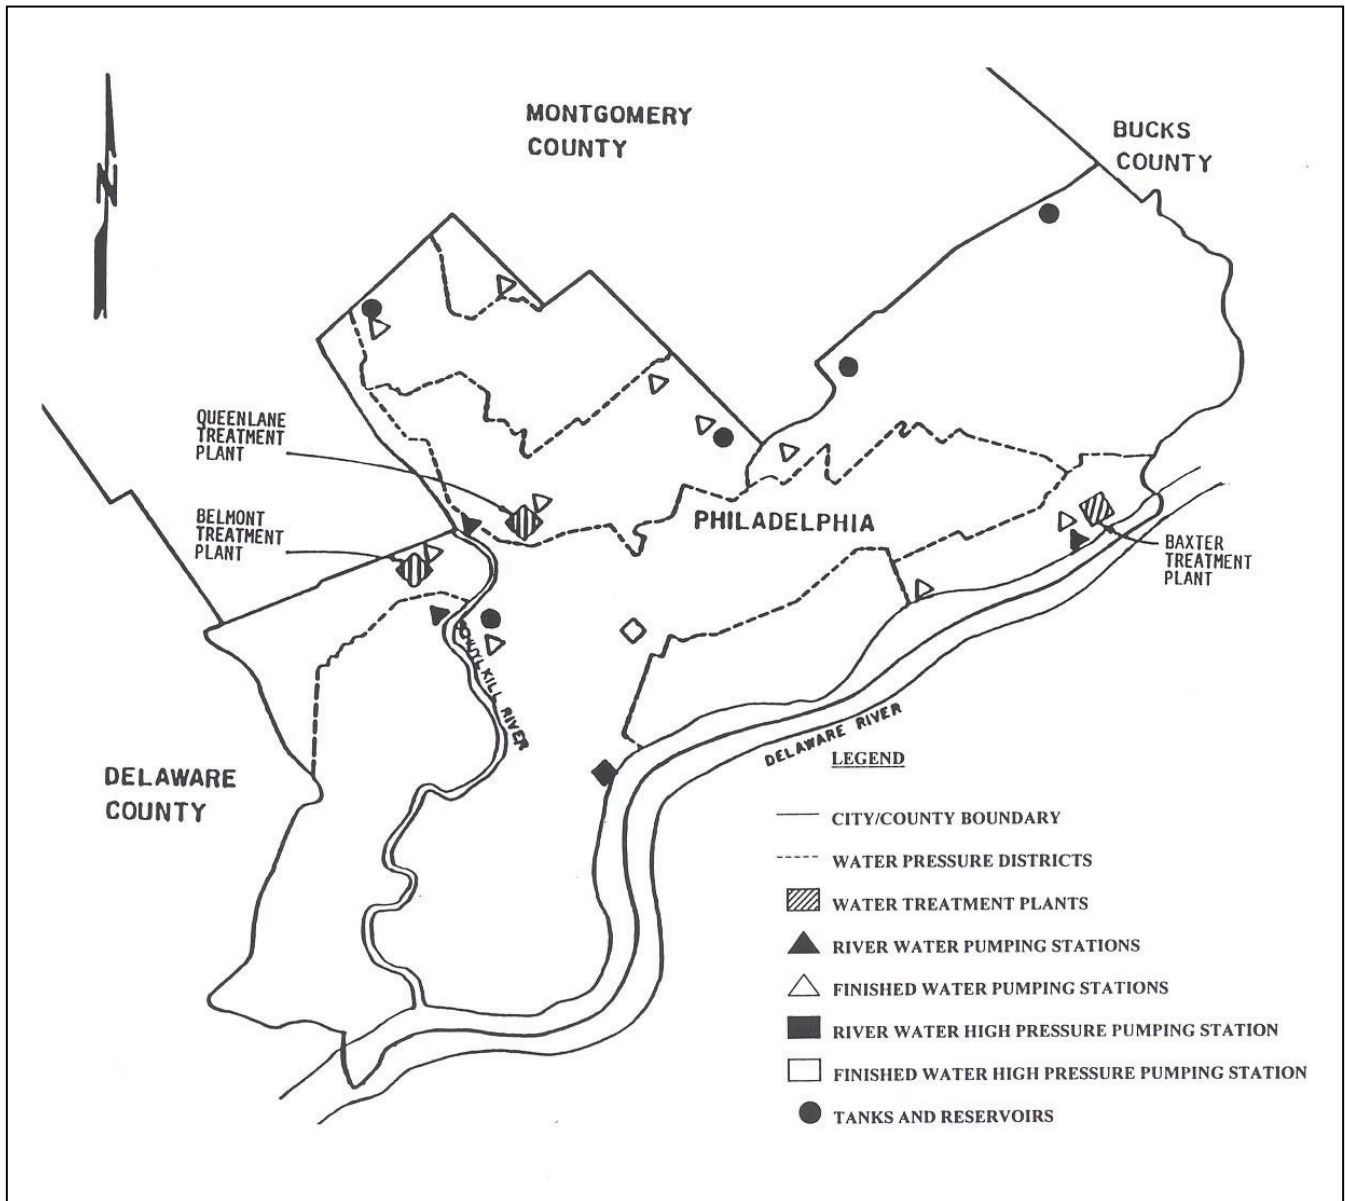 N
MONTGOMERY
COUNTY
BUCKS
COUNTY
QUEENLANE
TREATMENT
PLANT
BELMONT
TREATMENT
PLANT
PHILADELPHIA
BAXTER
TREATMENT
PLANT
SCHUYLKILL RIVER
DELAWARE RIVER
DELAWARE
COUNTY
LEGEND
CITY/COUNTY BOUNDARY
WATER PRESSURE DISTRICTS
WATER TREATMENT PLANTS
RIVER WATER PUMPING STATIONS
FINISHED WATER PUMPING STATIONS
RIVER WATER HIGH PRESSURE PUMPING STATION
FINISHED WATER HIGH PRESSURE PUMPING STATION
TANKS AND RESERVOIRS